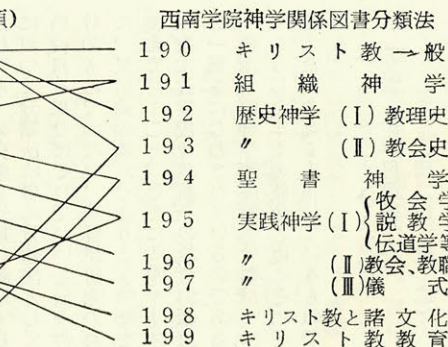 項)
西南学院神学関係図書分類法
190 キリスト教一般
191 組織神学
192 歴史神学 (Ⅰ) 教理史
193 〃 (Ⅱ) 教会史
194 聖書神学
195 実践神学(Ⅰ){牧会学
説教学
伝道学等
196 〃 (Ⅱ)教会、教職
197 〃 (Ⅲ)儀式
198 キリスト教と諸文化
199 キリスト教教育